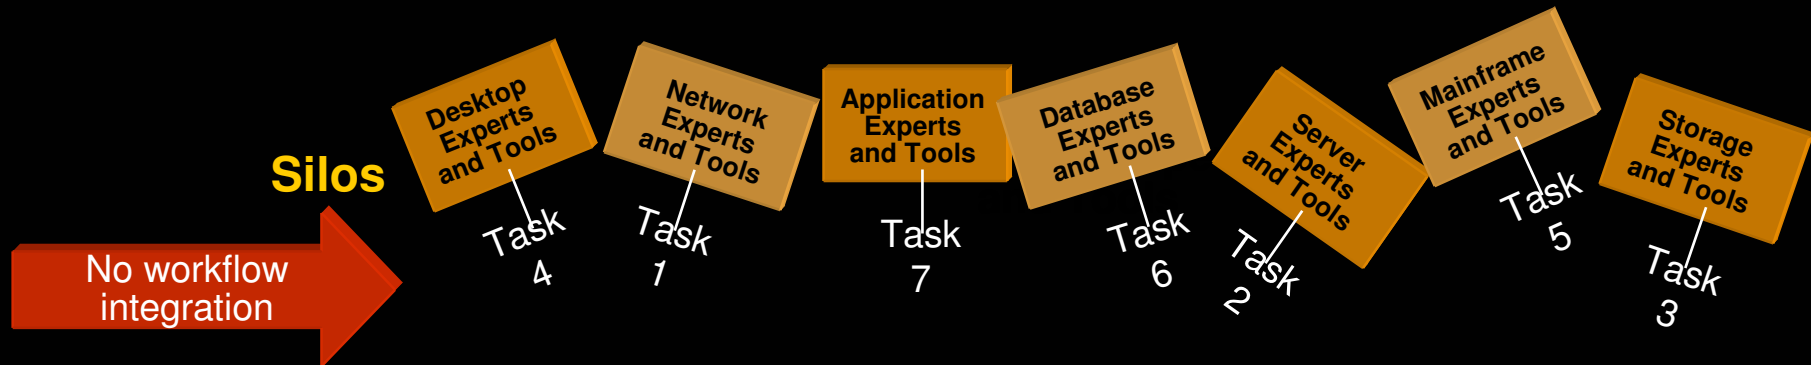 Silos
No workflow
integration
Desktop
Experts
and Tools
Task
4
Network
Experts
and Tools
Task
1
Application
Experts
and Tools
Task
7
Database
Experts
and Tools
Task
6
Server
Experts
and Tools
Task
2
Mainframe
Experts
and Tools
Task
5
Storage
Experts
and Tools
Task
3